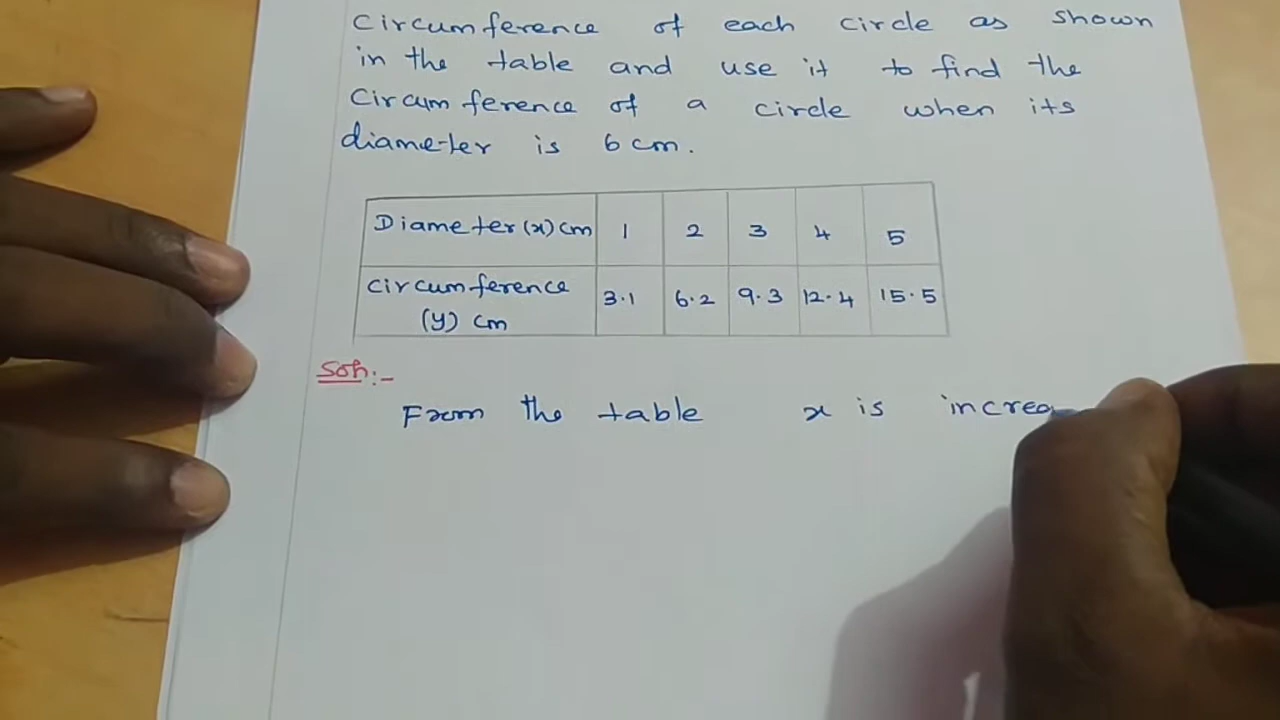 Circumference of each circle as shown
in the table and use it to find the
Circumference of a circle when its
diameter is 6 cm.
Diameter (x) cm 1 2 3 4 5
Circumference (y) cm 3.1 6.2 9.3 12.4 15.5
Soln:-
From the table x is increa